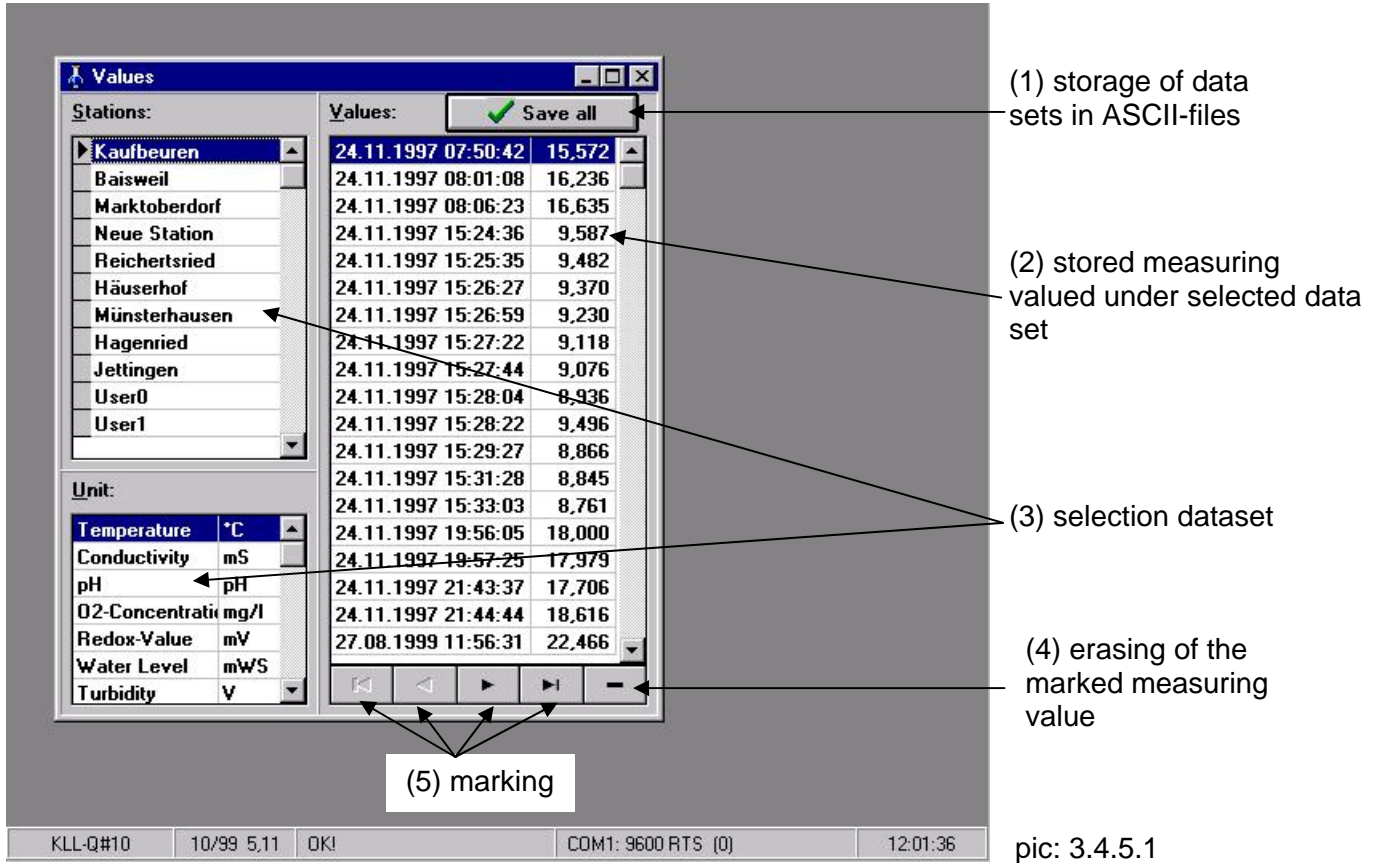 Values
Stations:
Kaufbeuren
Baisweil
Marktoberdorf
Neue Station
Reichertsried
Häuserhof
Münsterhausen
Hagenried
Jettingen
User0
User1
Unit:
Temperature °C
Conductivity mS
pH pH
O2-Concentrati mg/l
Redox-Value mV
Water Level mWS
Turbidity V
Values:
Save all
24.11.1997 07:50:42 15,572
24.11.1997 08:01:08 16,236
24.11.1997 08:06:23 16,635
24.11.1997 15:24:36 9,587
24.11.1997 15:25:35 9,482
24.11.1997 15:26:27 9,370
24.11.1997 15:26:59 9,230
24.11.1997 15:27:22 9,118
24.11.1997 15:27:44 9,076
24.11.1997 15:28:04 8,936
24.11.1997 15:28:22 9,496
24.11.1997 15:29:27 8,866
24.11.1997 15:31:28 8,845
24.11.1997 15:33:03 8,761
24.11.1997 19:56:05 18,000
24.11.1997 19:57:25 17,979
24.11.1997 21:43:37 17,706
24.11.1997 21:44:44 18,616
27.08.1999 11:56:31 22,466
(1) storage of data
sets in ASCII-files
(2) stored measuring
valued under selected data
set
(3) selection dataset
(4) erasing of the
marked measuring
value
(5) marking
KLL-Q#10 10/99 5,11 OK! COM1: 9600 RTS (0) 12:01:36
pic: 3.4.5.1